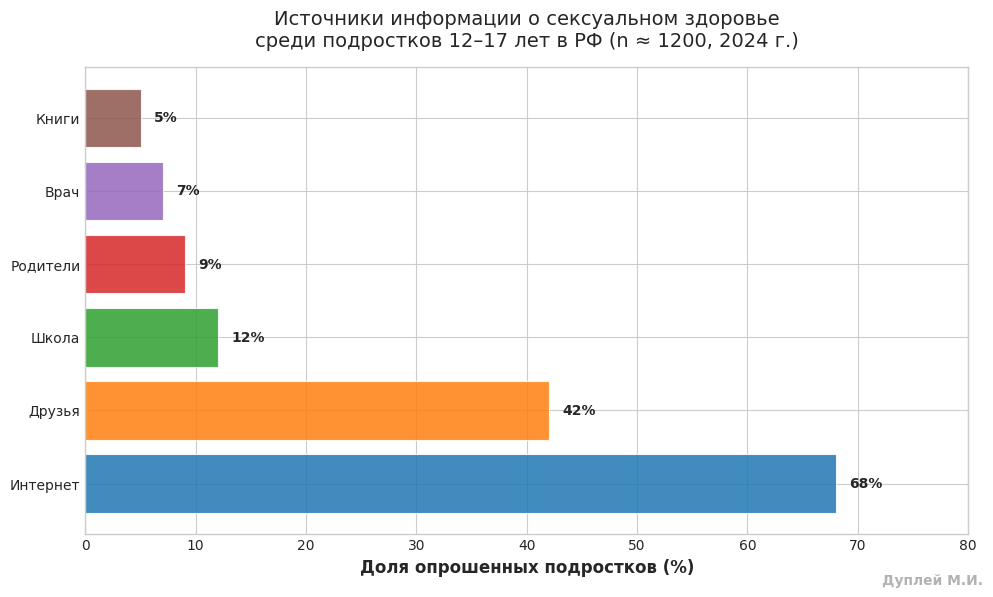 Источники информации о сексуальном здоровье
среди подростков 12–17 лет в РФ (n ≈ 1200, 2024 г.)
Книги 5%
Врач 7%
Родители 9%
Школа 12%
Друзья 42%
Интернет 68%
0 10 20 30 40 50 60 70 80
Доля опрошенных подростков (%)
Дуплей М.И.